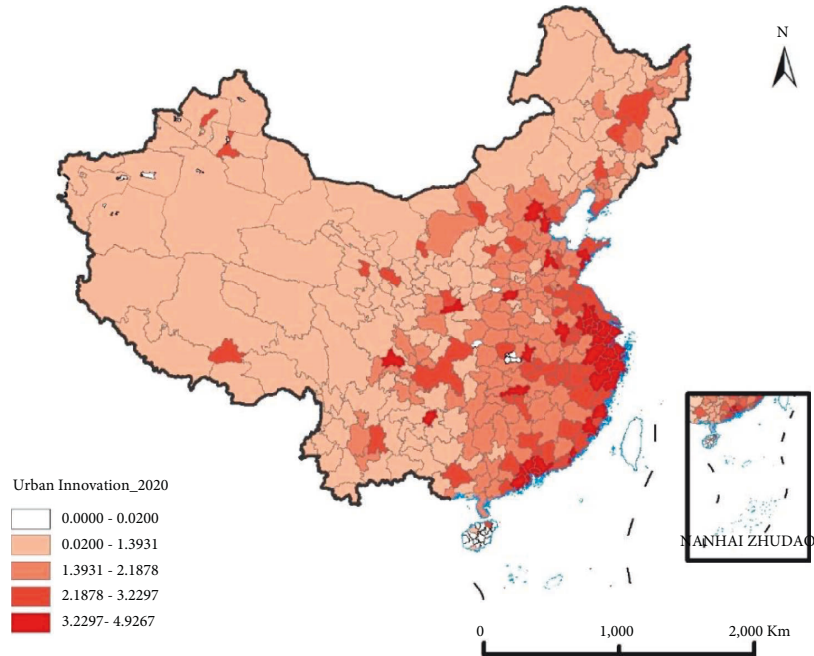 N
Urban Innovation_2020
0.0000 - 0.0200
0.0200 - 1.3931
1.3931 - 2.1878
2.1878 - 3.2297
3.2297- 4.9267
NANHAI ZHUDAO
0
1,000
2,000 Km